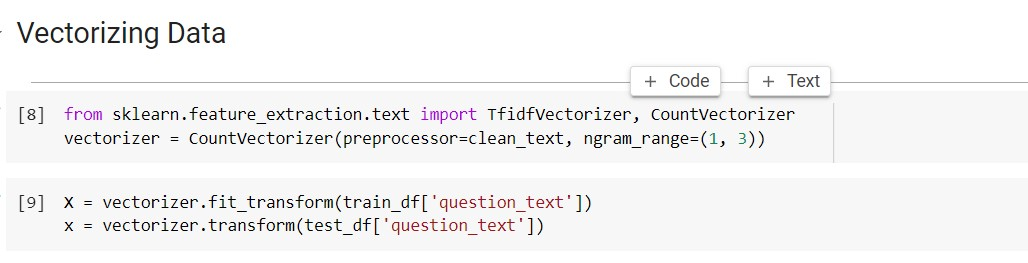 Vectorizing Data
+ Code + Text
[8] from sklearn.feature_extraction.text import TfidfVectorizer, CountVectorizer
vectorizer = CountVectorizer(preprocessor=clean_text, ngram_range=(1, 3))
[9] X = vectorizer.fit_transform(train_df['question_text'])
x = vectorizer.transform(test_df['question_text'])